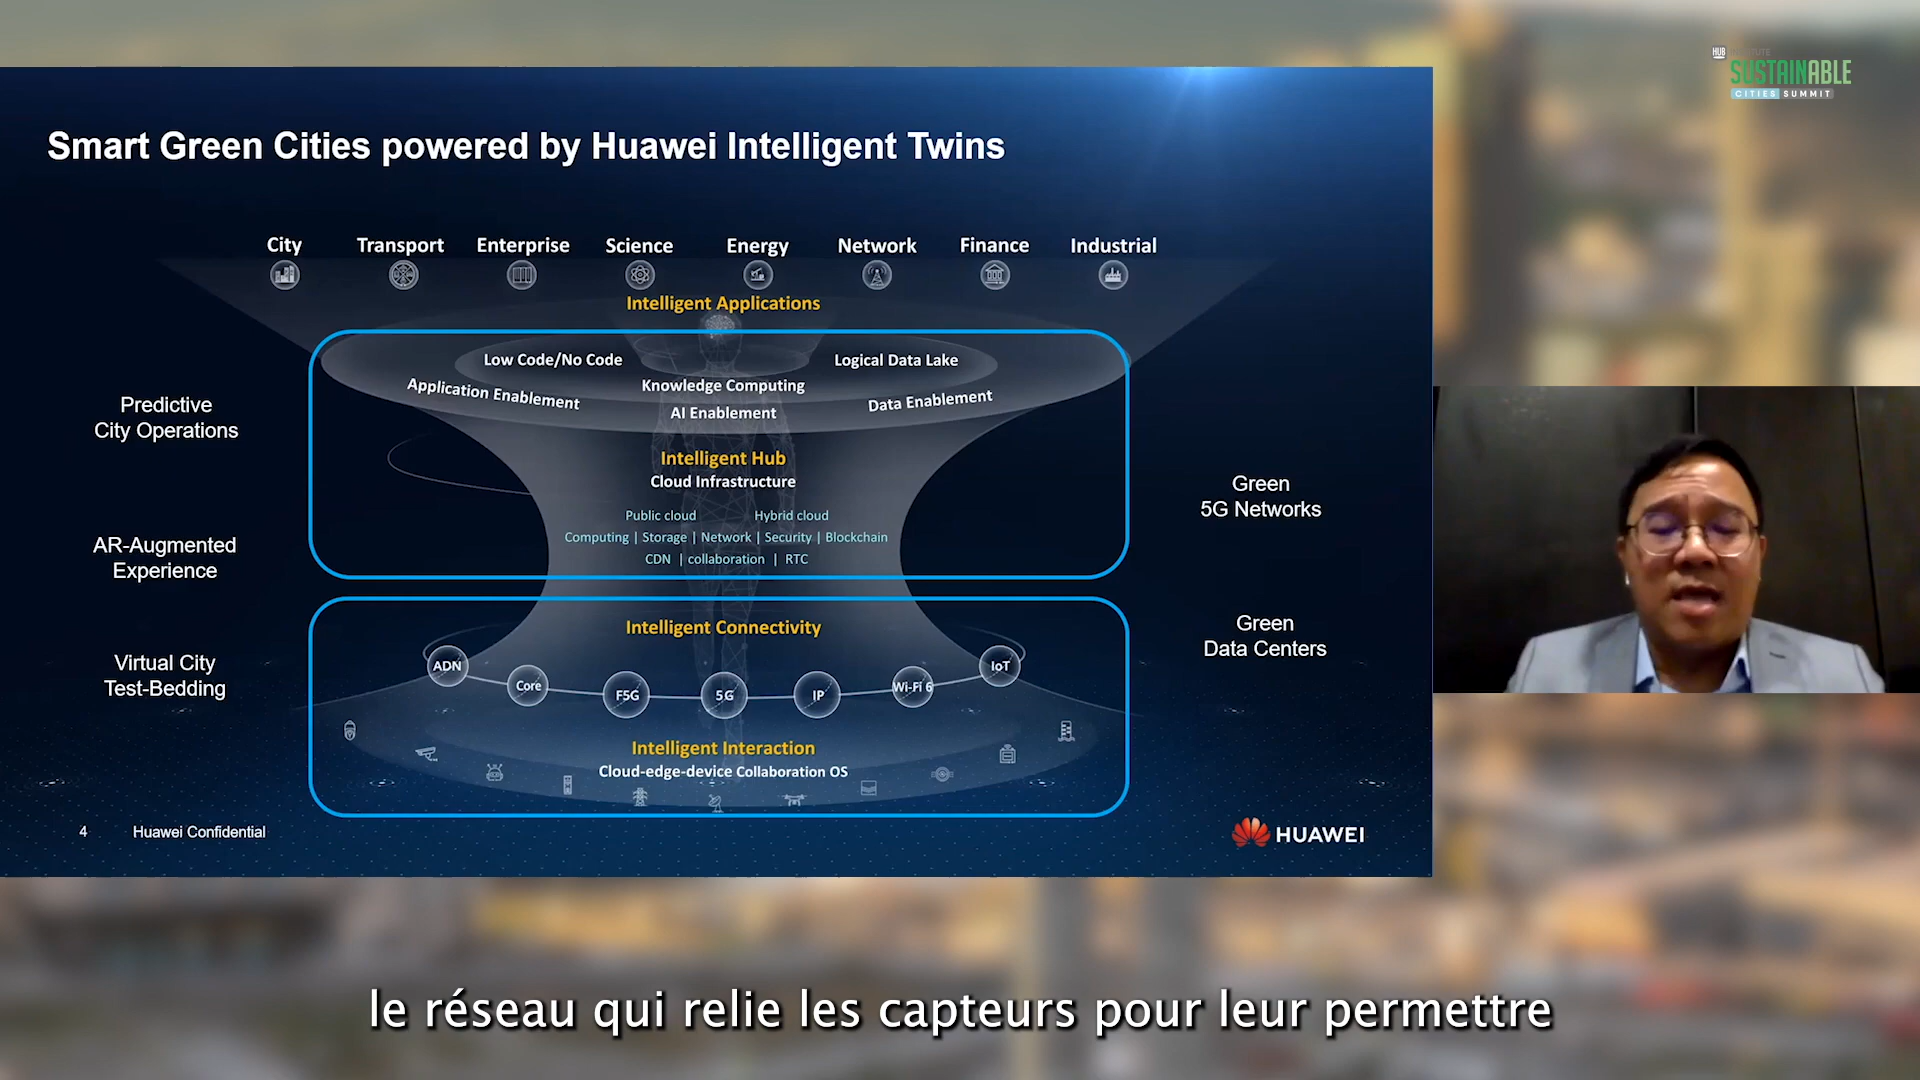 HUB INSTITUTE
SUSTAINABLE
CITIES SUMMIT
Smart Green Cities powered by Huawei Intelligent Twins
City Transport Enterprise Science Energy Network Finance Industrial
Intelligent Applications
Low Code/No Code
Logical Data Lake
Application Enablement
Knowledge Computing
AI Enablement
Data Enablement
Intelligent Hub
Cloud Infrastructure
Public cloud Hybrid cloud
Computing | Storage | Network | Security | Blockchain
CDN | collaboration | RTC
Predictive
City Operations
AR-Augmented
Experience
Virtual City
Test-Bedding
Green
5G Networks
Green
Data Centers
Intelligent Connectivity
ADN Core F5G 5G IP Wi-Fi 6 IoT
Intelligent Interaction
Cloud-edge-device Collaboration OS
4 Huawei Confidential
HUAWEI
le réseau qui relie les capteurs pour leur permettre